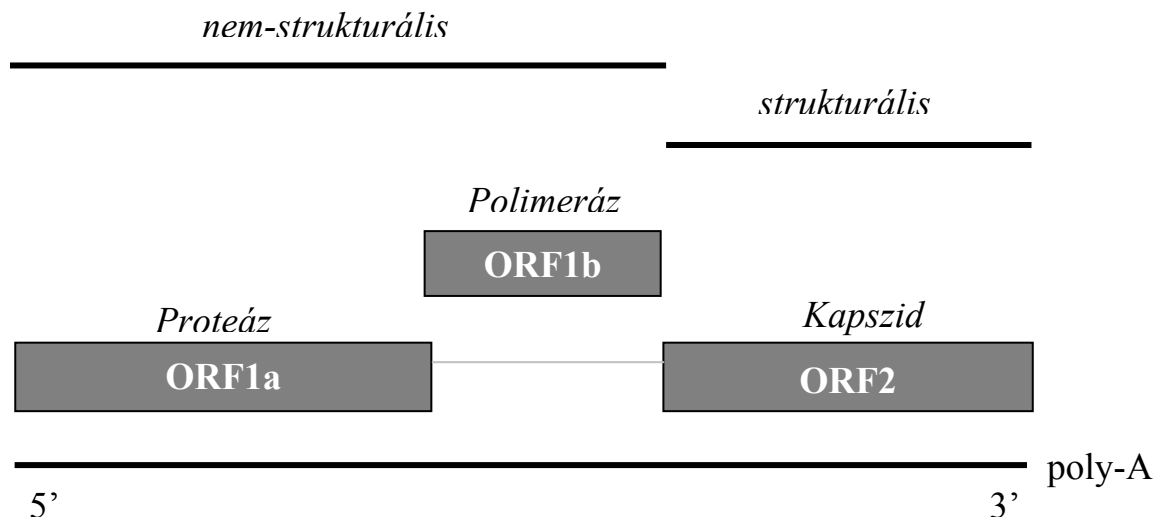 nem-strukturális
strukturális
Polimeráz
ORF1b
Proteáz
Kapszid
ORF1a
ORF2
poly-A
5’
3’